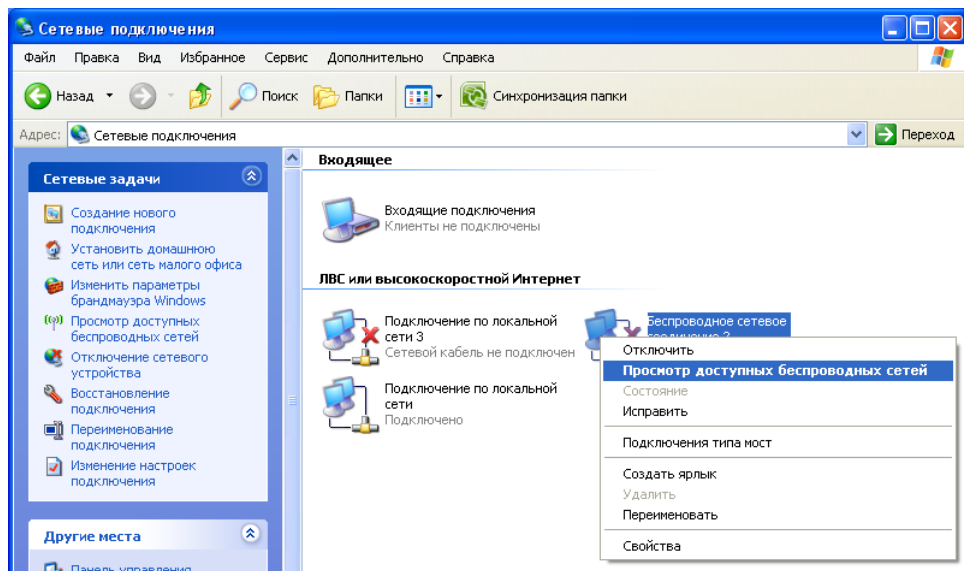 Сетевые подключения
Файл Правка Вид Избранное Сервис Дополнительно Справка
Назад Поиск Папки Синхронизация папки
Адрес: Сетевые подключения Переход
Сетевые задачи
Создание нового
подключения
Установить домашнюю
сеть или сеть малого офиса
Изменить параметры
брандмауэра Windows
Просмотр доступных
беспроводных сетей
Отключение сетевого
устройства
Восстановление
подключения
Переименование
подключения
Изменение настроек
подключения
Другие места
Панель управления
Входящее
Входящие подключения
Клиенты не подключены
ЛВС или высокоскоростной Интернет
Подключение по локальной
сети 3
Сетевой кабель не подключен
Беспроводное сетевое
Подключение по локальной
сети
Подключено
Отключить
Просмотр доступных беспроводных сетей
Состояние
Исправить
Подключения типа мост
Создать ярлык
Удалить
Переименовать
Свойства